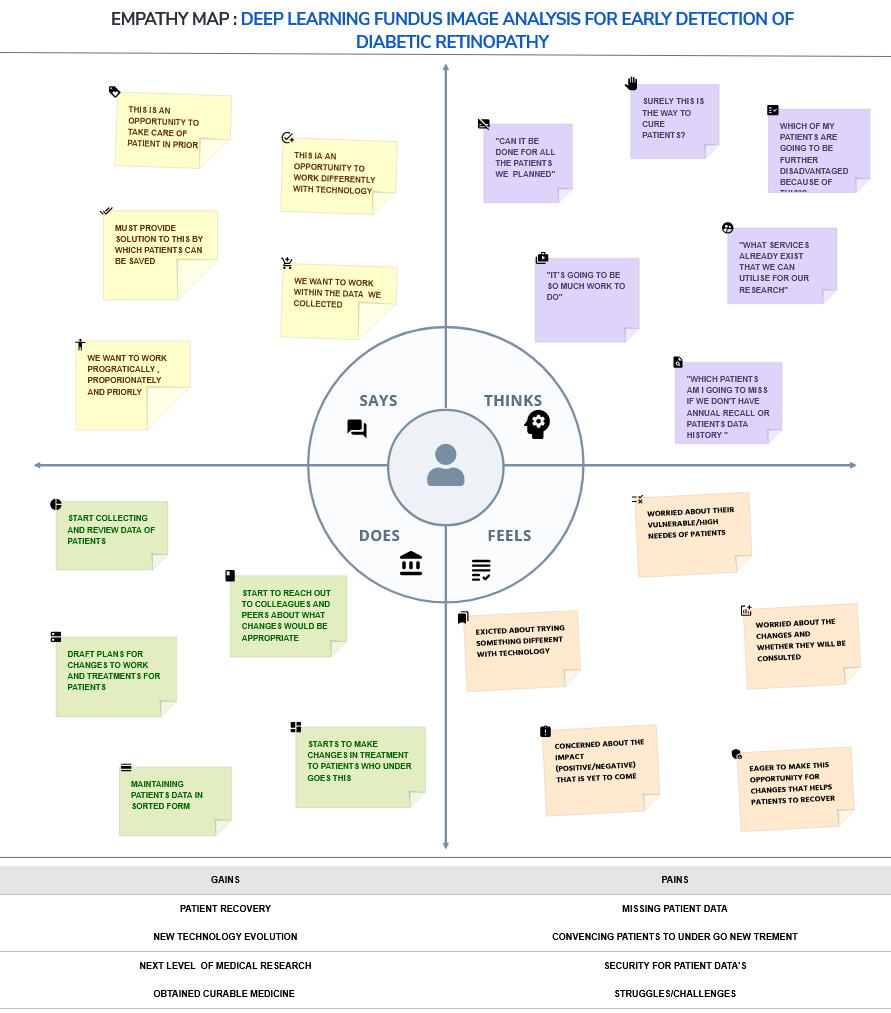 EMPATHY MAP : DEEP LEARNING FUNDUS IMAGE ANALYSIS FOR EARLY DETECTION OF
DIABETIC RETINOPATHY
THIS IS AN
OPPORTUNITY TO
TAKE CARE OF
PATIENT IN PRIOR
THIS IA AN
OPPORTUNITY TO
WORK DIFFERENTLY
WITH TECHNOLOGY
MUST PROVIDE
SOLUTION TO THIS BY
WHICH PATIENTS CAN
BE SAVED
WE WANT TO WORK
WITHIN THE DATA WE
COLLECTED
WE WANT TO WORK
PROGRATICALLY ,
PROPORIONATELY
AND PRIORLY
SURELY THIS IS
THE WAY TO
CURE
PATIENTS?
"CAN IT BE
DONE FOR ALL
THE PATIENTS
WE PLANNED"
WHICH OF MY
PATIENTS ARE
GOING TO BE
FURTHER
DISADVANTAGED
BECAUSE OF
"WHAT SERVICES
ALREADY EXIST
THAT WE CAN
UTILISE FOR OUR
RESEARCH"
"IT'S GOING TO BE
SO MUCH WORK TO
DO"
"WHICH PATIENTS
AM I GOING TO MISS
IF WE DON'T HAVE
ANNUAL RECALL OR
PATIENTS DATA
HISTORY "
SAYS
THINKS
DOES
FEELS
START COLLECTING
AND REVIEW DATA OF
PATIENTS
START TO REACH OUT
TO COLLEAGUES AND
PEERS ABOUT WHAT
CHANGES WOULD BE
APPROPRIATE
DRAFT PLANS FOR
CHANGES TO WORK
AND TREATMENTS FOR
PATIENTS
STARTS TO MAKE
CHANGES IN TREATMENT
TO PATIENTS WHO UNDER
GOES THIS
MAINTAINING
PATIENTS DATA IN
SORTED FORM
WORRIED ABOUT THEIR
VULNERABLE/HIGH
NEEDES OF PATIENTS
EXICTED ABOUT TRYING
SOMETHING DIFFERENT
WITH TECHNOLOGY
WORRIED ABOUT THE
CHANGES AND
WHETHER THEY WILL BE
CONSULTED
CONCERNED ABOUT THE
IMPACT
(POSITIVE/NEGATIVE)
THAT IS YET TO COME
EAGER TO MAKE THIS
OPPORTUNITY FOR
CHANGES THAT HELPS
PATIENTS TO RECOVER
GAINS
PAINS
PATIENT RECOVERY
MISSING PATIENT DATA
NEW TECHNOLOGY EVOLUTION
CONVENCING PATIENTS TO UNDER GO NEW TREMENT
NEXT LEVEL OF MEDICAL RESEARCH
SECURITY FOR PATIENT DATA'S
OBTAINED CURABLE MEDICINE
STRUGGLES/CHALLENGES